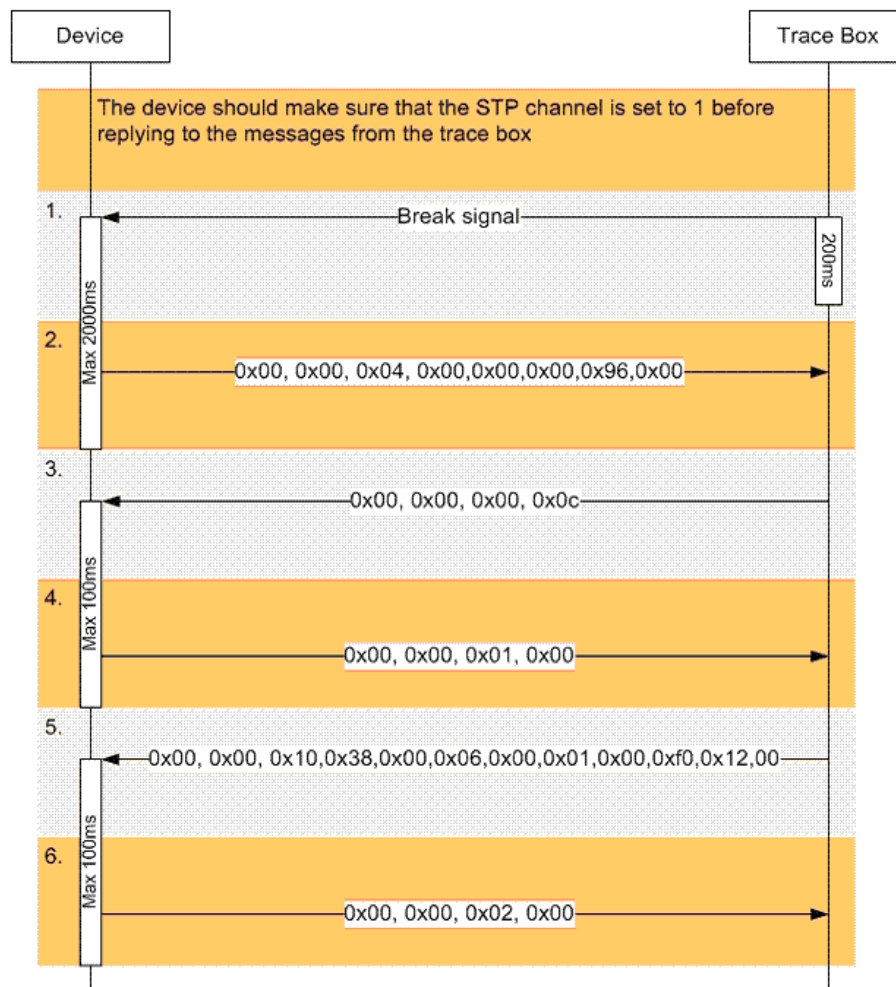 Device
Trace Box
The device should make sure that the STP channel is set to 1 before
replying to the messages from the trace box
1.
Break signal
200ms
Max 2000ms
2.
0x00, 0x00, 0x04, 0x00,0x00,0x00,0x96,0x00
3.
0x00, 0x00, 0x00, 0x0c
Max 100ms
4.
0x00, 0x00, 0x01, 0x00
5.
0x00, 0x00, 0x10,0x38,0x00,0x06,0x00,0x01,0x00,0xf0,0x12,00
Max 100ms
6.
0x00, 0x00, 0x02, 0x00